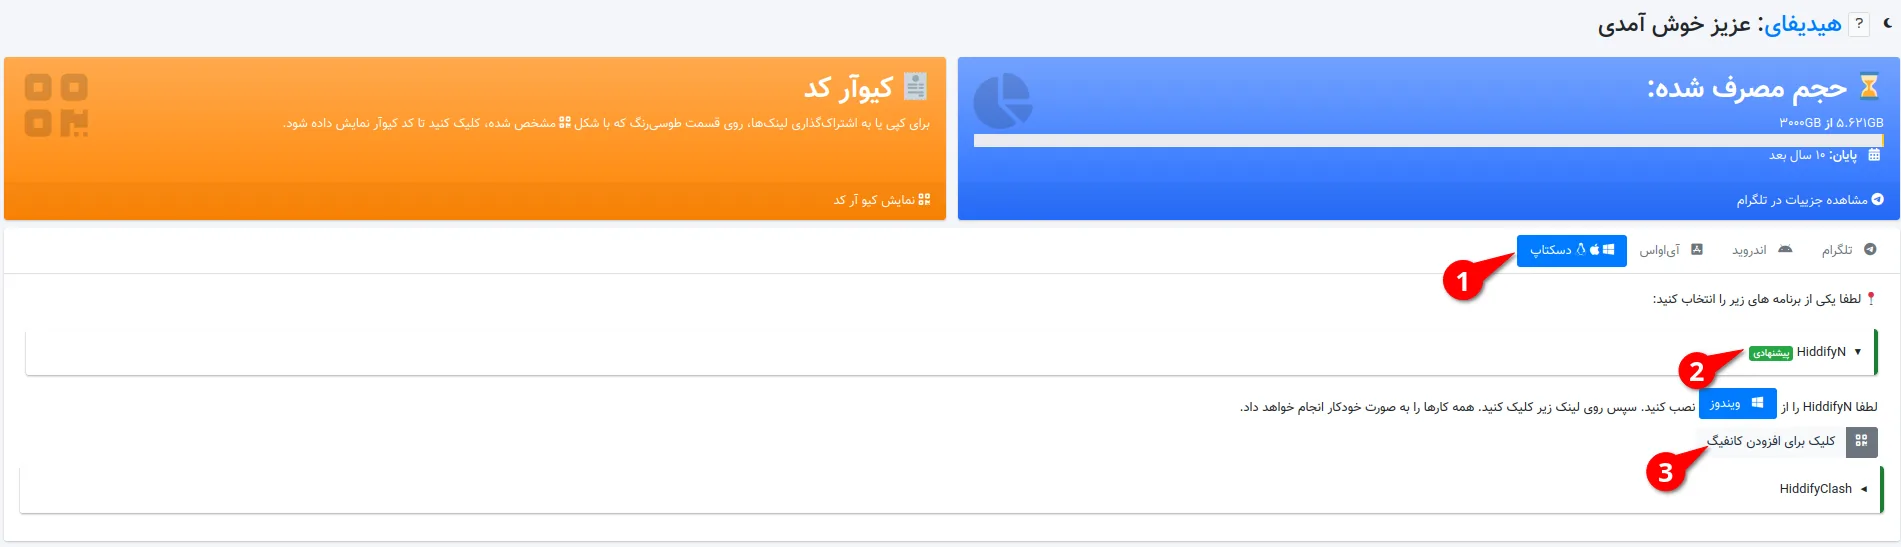 ? هیدیفای: عزیز خوش آمدی
حجم مصرف شده:
۵.۶۲۱GB از ۳۰۰۰GB
پایان: ۱۰ سال بعد
مشاهده جزییات در تلگرام
کیوآر کد
برای کپی یا به اشتراک‌گذاری لینک‌ها، روی قسمت طوسی‌رنگ که با شکل مشخص شده، کلیک کنید تا کد کیوآر نمایش داده شود.
نمایش کیو آر کد
تلگرام اندروید آی‌اواس دسکتاپ
1
لطفا یکی از برنامه های زیر را انتخاب کنید:
HiddifyN پیشنهادی
2
لطفا HiddifyN را از ویندوز نصب کنید. سپس روی لینک زیر کلیک کنید. همه کارها را به صورت خودکار انجام خواهد داد.
کلیک برای افزودن کانفیگ
3
HiddifyClash